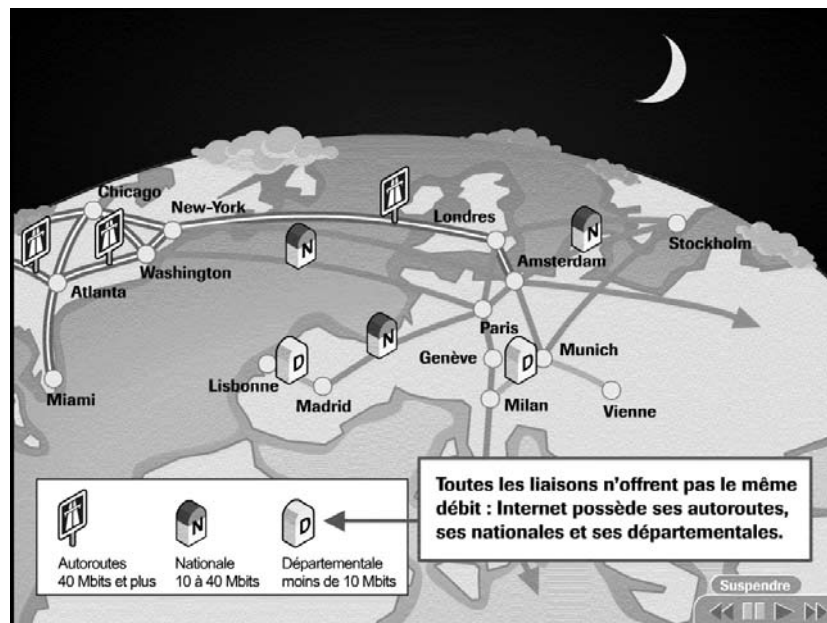 Chicago
New-York
Londres
Stockholm
Washington
Amsterdam
Atlanta
Paris
Genève
Munich
Lisbonne
Miami
Madrid
Milan
Vienne
N
N
N
D
D
Toutes les liaisons n'offrent pas le même
débit : Internet possède ses autoroutes,
ses nationales et ses départementales.
N
D
Autoroutes
40 Mbits et plus
Nationale
10 à 40 Mbits
Départementale
moins de 10 Mbits
Suspendre